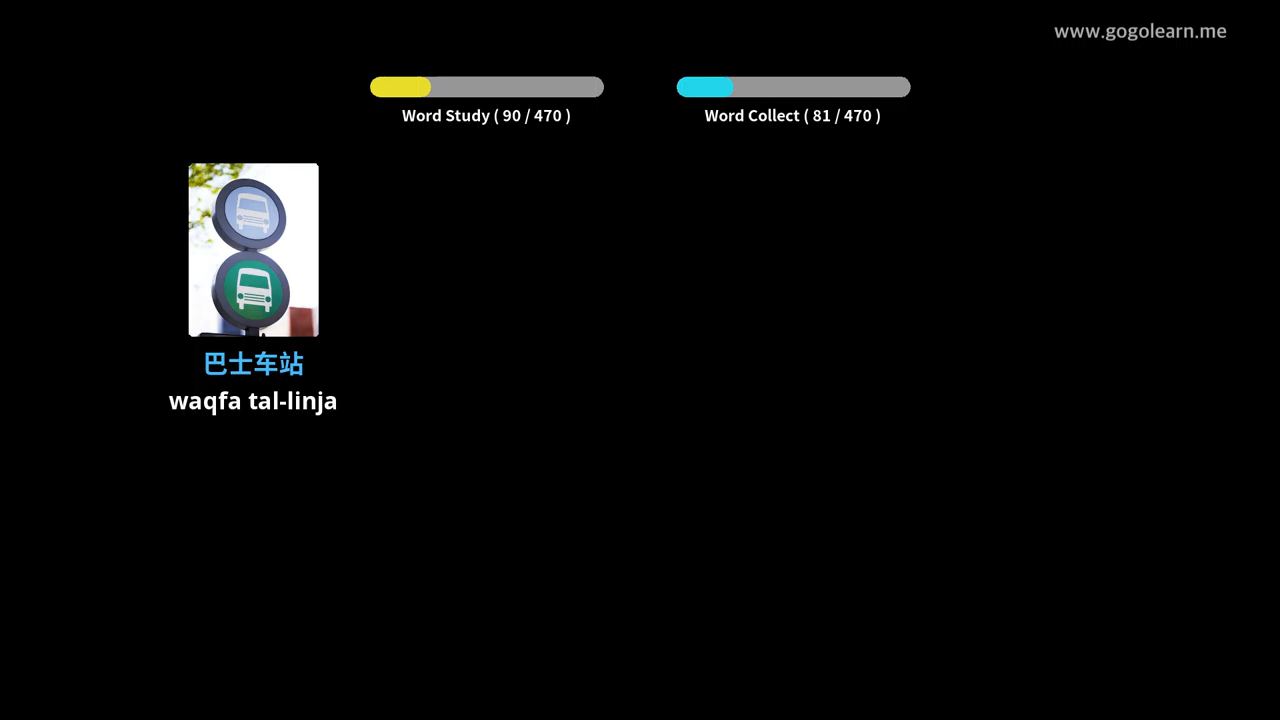 www.gogolearn.me
Word Study ( 90 / 470 )
Word Collect ( 81 / 470 )
巴士车站
waqfa tal-linja